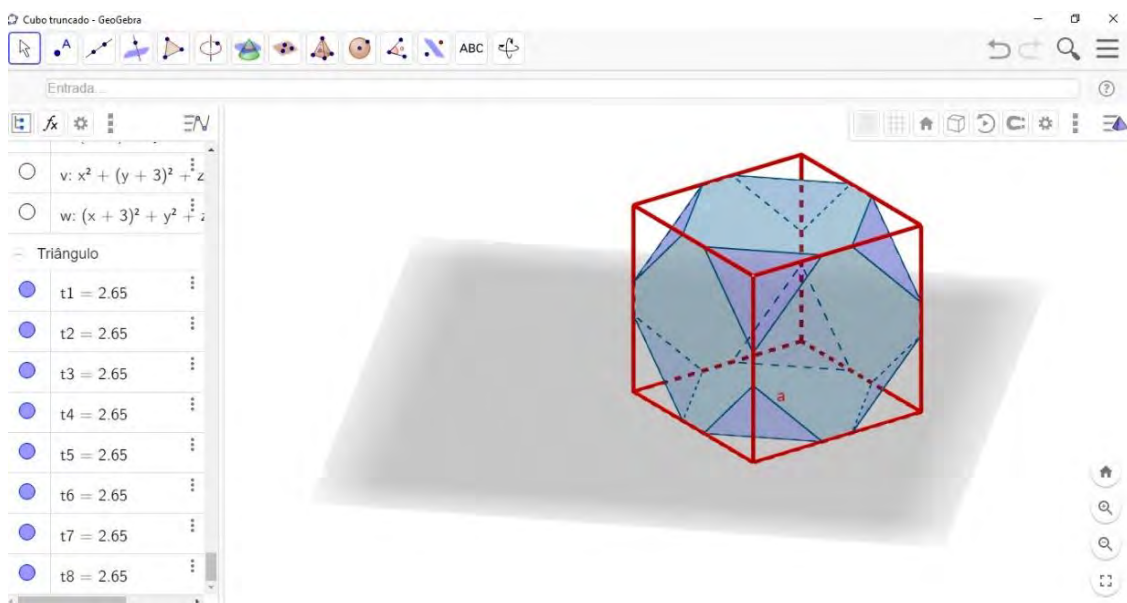 Cubo truncado - GeoGebra
ABC
Entrada...
fx
v: x² + (y + 3)² + z
w: (x + 3)² + y² + z
Triângulo
t1 = 2.65
t2 = 2.65
t3 = 2.65
t4 = 2.65
t5 = 2.65
t6 = 2.65
t7 = 2.65
t8 = 2.65
a